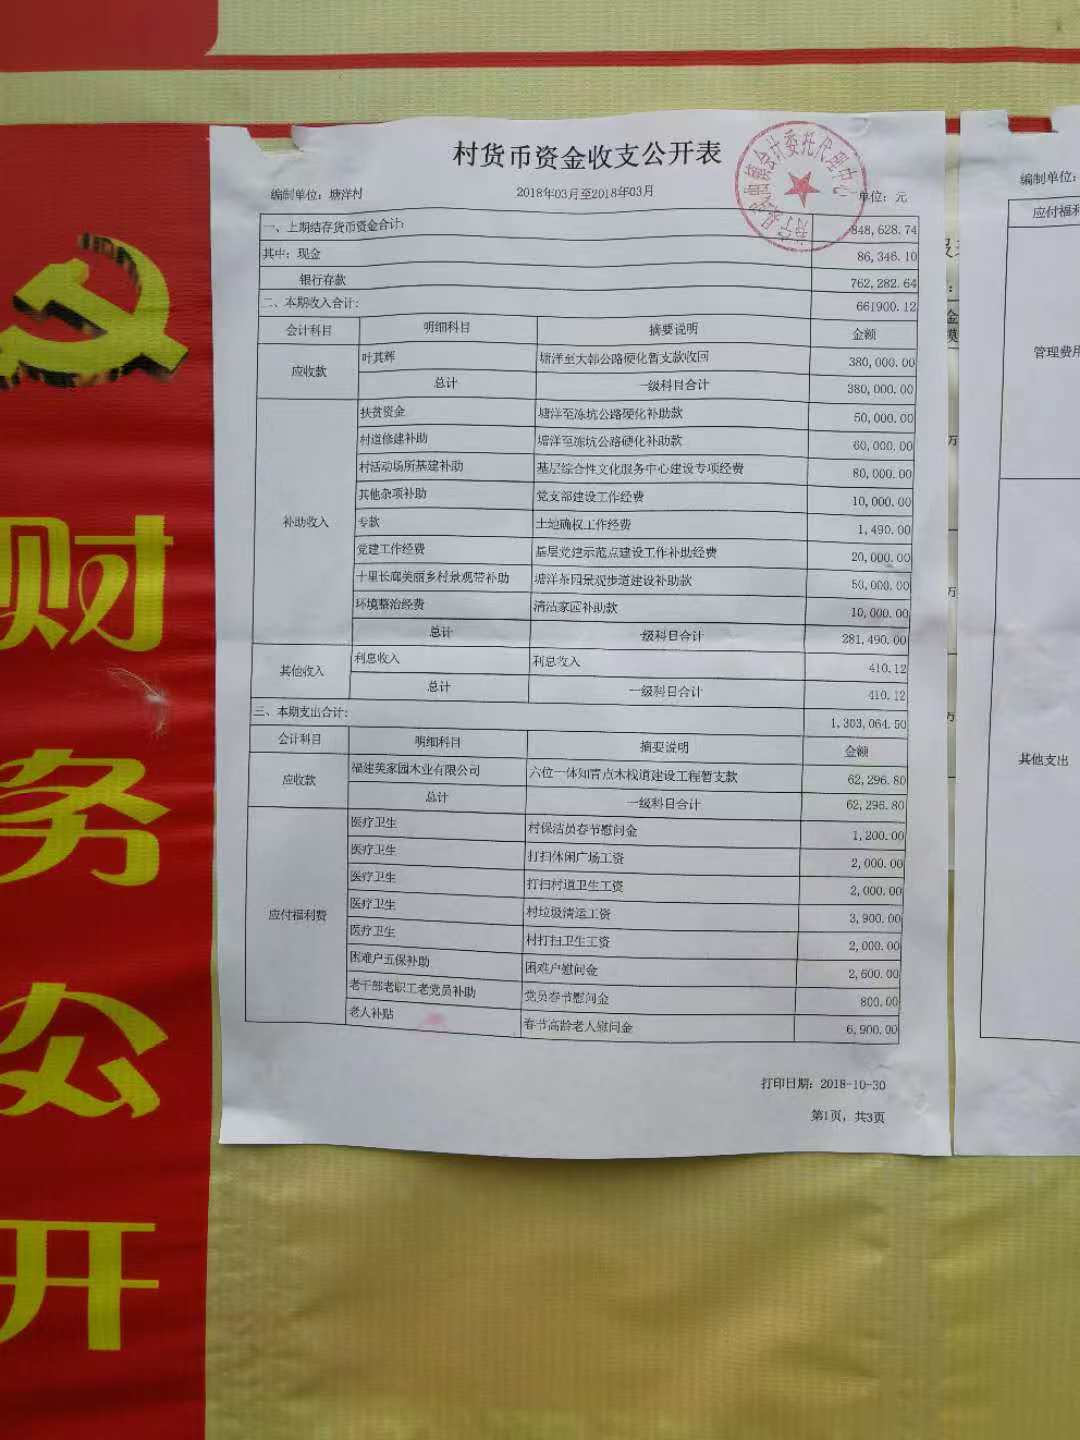 财务公开
村货币资金收支公开表
会计委托代理中心
编制单位：塘洋村 2018年03月至2018年03月 单位：元
一、上期结存货币资金合计： 848,628.74
其中：现金 86,346.10
银行存款 762,282.64
二、本期收入合计： 661900.12
会计科目 明细科目 摘要说明 金额
应收款 叶其辉 塘洋至大韩公路硬化暂支款收回 380,000.00
总计 一级科目合计 380,000.00
补助收入 扶贫资金 塘洋至冻坑公路硬化补助款 50,000.00
村道修建补助 塘洋至冻坑公路硬化补助款 60,000.00
村活动场所基建补助 基层综合性文化服务中心建设专项经费 80,000.00
其他杂项补助 党支部建设工作经费 10,000.00
专款 土地确权工作经费 1,490.00
党建工作经费 基层党建示范点建设工作补助经费 20,000.00
十里长廊美丽乡村景观带补助 塘洋茶园景观步道建设补助款 50,000.00
环境整治经费 清洁家园补助款 10,000.00
总计 一级科目合计 281,490.00
其他收入 利息收入 利息收入 410.12
总计 一级科目合计 410.12
三、本期支出合计： 1,303,064.50
会计科目 明细科目 摘要说明 金额
应收款 福建美家园木业有限公司 六位一体知青点木栈道建设工程暂支款 62,296.80
总计 一级科目合计 62,296.80
应付福利费 医疗卫生 村保洁员春节慰问金 1,200.00
医疗卫生 打扫休闲广场工资 2,000.00
医疗卫生 打扫村道卫生工资 2,000.00
医疗卫生 村垃圾清运工资 3,900.00
医疗卫生 村打扫卫生工资 2,000.00
困难户五保补助 困难户慰问金 2,600.00
老干部老职工老党员补助 党员春节慰问金 800.00
老人补贴 春节高龄老人慰问金 6,900.00
打印日期：2018-10-30
第1页，共3页
编制单位：
应付福利
管理费用
其他支出